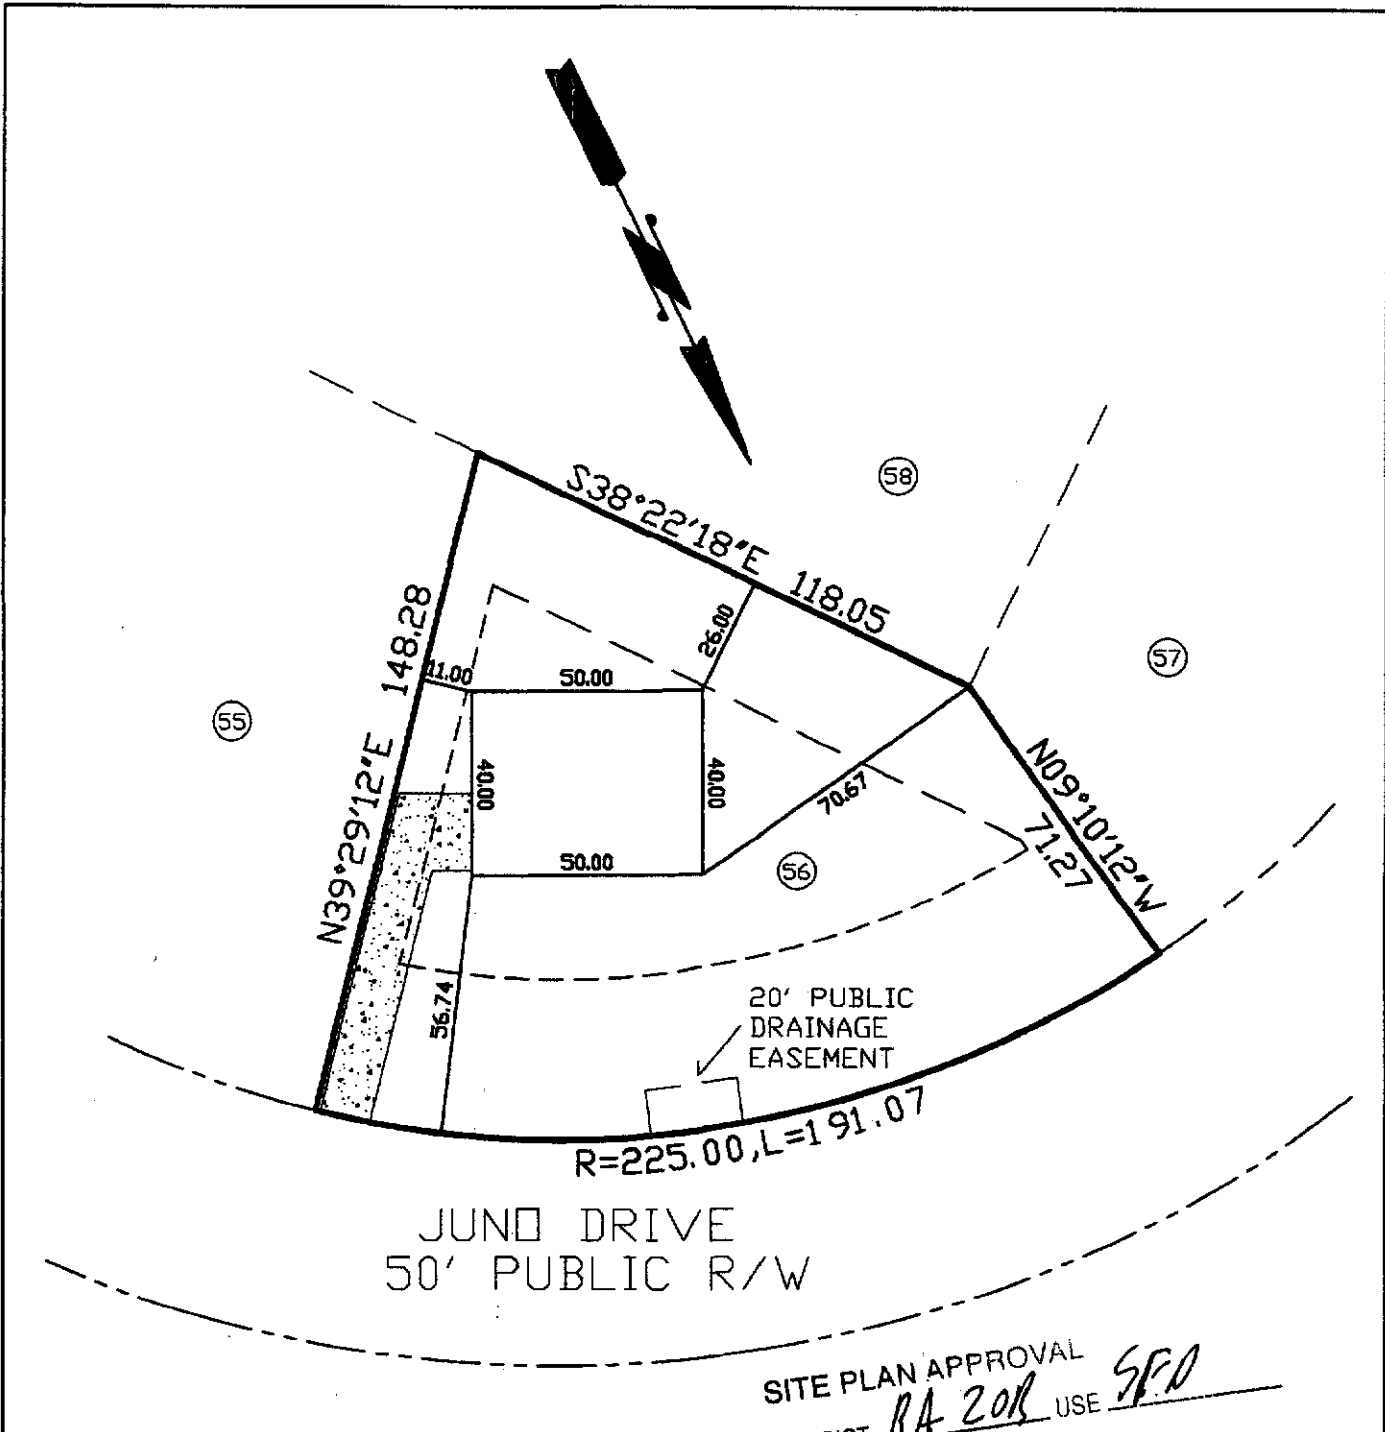 58
S38°22'18"E 118.05
57
26.00
148.28
11.00
50.00
55
N39°29'12"E
40.00
40.00
70.67
N09°10'12"W
71.27
50.00
56
56.74
20' PUBLIC
DRAINAGE
EASEMENT
R=225.00,L=191.07
JUNO DRIVE
50' PUBLIC R/W
SITE PLAN APPROVAL
RA 20R USE SFD